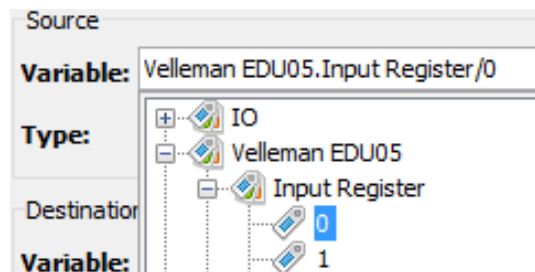 Source
Variable: Velleman EDU05.Input Register/0
IO
Type:
Velleman EDU05
Input Register
Destination
0
Variable:
1